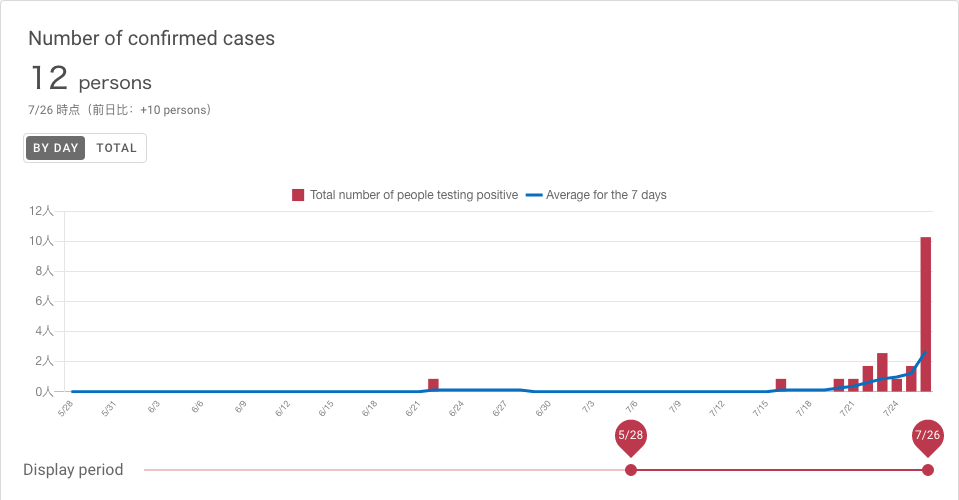 Number of confirmed cases
12 persons
7/26 時点（前日比：+10 persons）
BY DAY TOTAL
Total number of people testing positive Average for the 7 days
12人
10人
8人
6人
4人
2人
0人
5/28 5/31 6/3 6/6 6/9 6/12 6/15 6/18 6/21 6/24 6/27 6/30 7/3 7/6 7/9 7/12 7/15 7/18 7/21 7/24
5/28 7/26
Display period